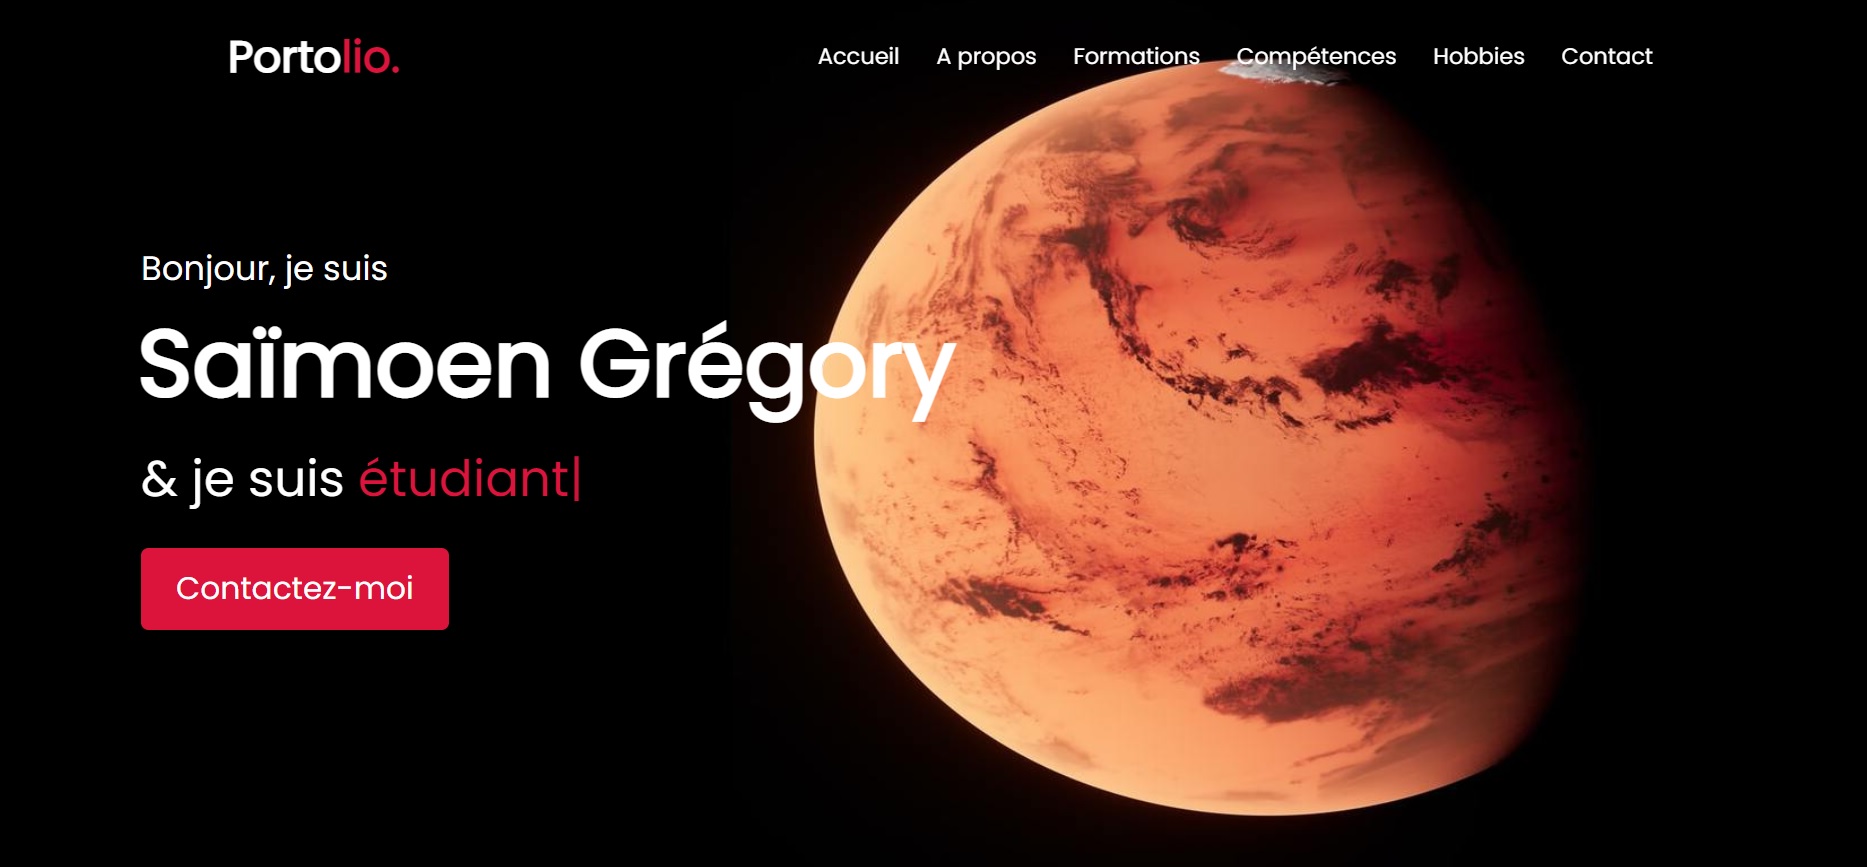 Portolio.
Accueil A propos Formations Compétences Hobbies Contact
Bonjour, je suis
Saïmoen Grégory
& je suis étudiant|
Contactez-moi